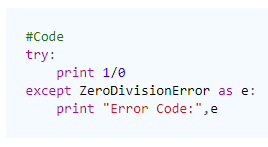 #Code
try:
    print 1/0
except ZeroDivisionError as e:
    print "Error Code:",e